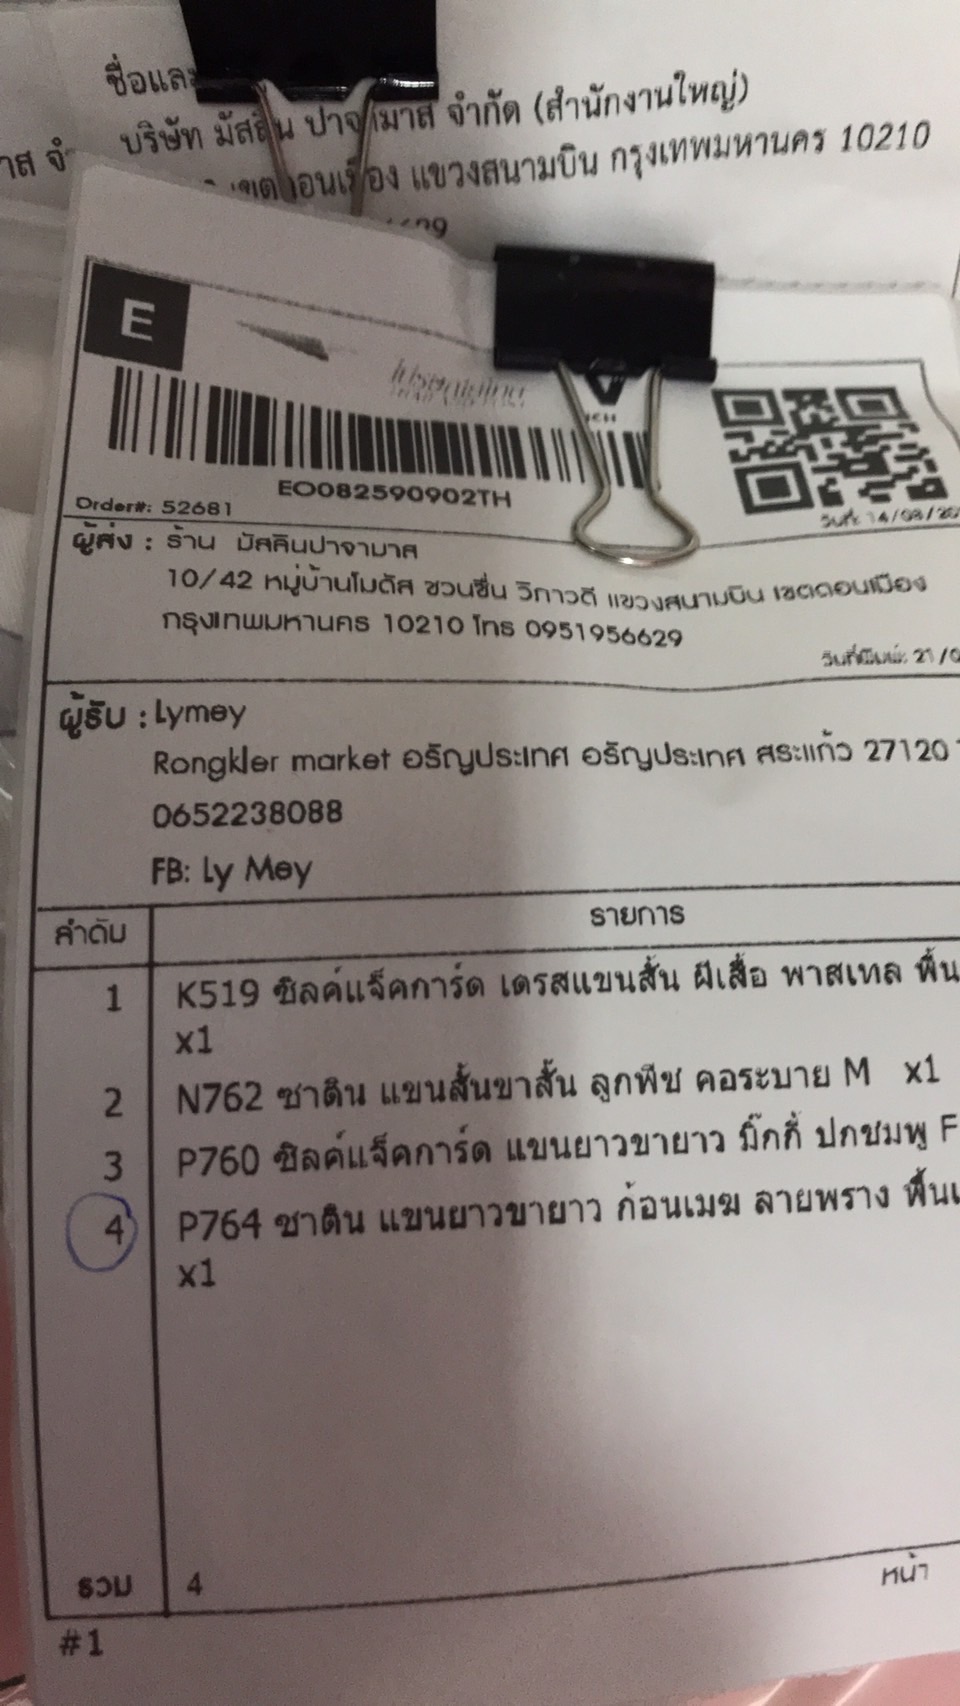 ชื่อและ
บริษัท มัสลิน ปาจามาส จำกัด (สำนักงานใหญ่)
าส จำ
เขตดอนเมือง แขวงสนามบิน กรุงเทพมหานคร 10210
6629
E
ไปรษณีย์ไทย
EO082590902TH
Order#: 52681
วันที่: 14/08/20
ผู้ส่ง : ร้าน มัสลินปาจามาส
10/42 หมู่บ้านโมดัส ชวนชื่น วิภาวดี แขวงสนามบิน เขตดอนเมือง
กรุงเทพมหานคร 10210 โทร 0951956629
วันที่พิมพ์: 21/0
ผู้รับ : Lymey
Rongkler market อรัญประเทศ อรัญประเทศ สระแก้ว 27120
0652238088
FB: Ly Mey
ลำดับ รายการ
1 K519 ซิลค์แจ็คการ์ด เดรสแขนสั้น ผีเสื้อ พาสเทล พื้น
x1
2 N762 ซาติน แขนสั้นขาสั้น ลูกพีช คอระบาย M x1
3 P760 ซิลค์แจ็คการ์ด แขนยาวขายาว มิ๊กกี้ ปกชมพู F
4 P764 ซาติน แขนยาวขายาว ก้อนเมฆ ลายพราง พื้นเ
x1
รวม 4
หน้า
#1